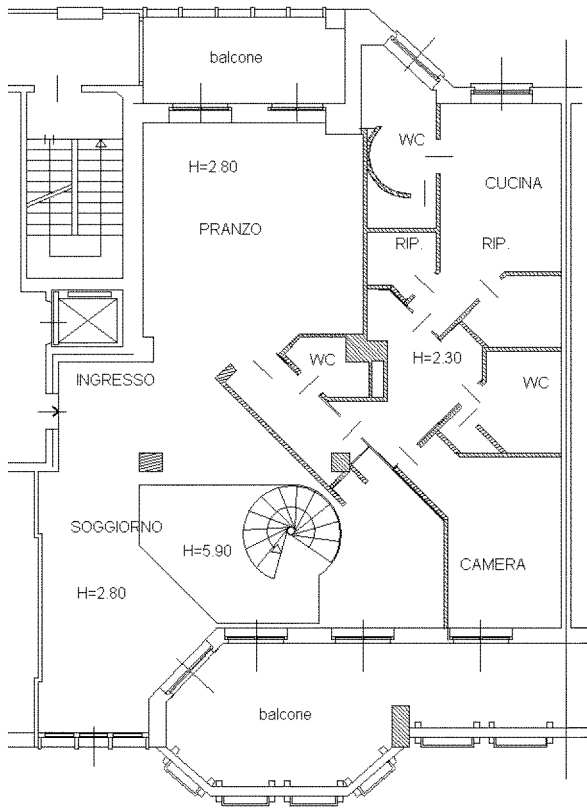 balcone
WC
H=2.80
CUCINA
PRANZO
RIP.
RIP.
WC
H=2.30
INGRESSO
WC
SOGGIORNO
H=5.90
CAMERA
H=2.80
balcone